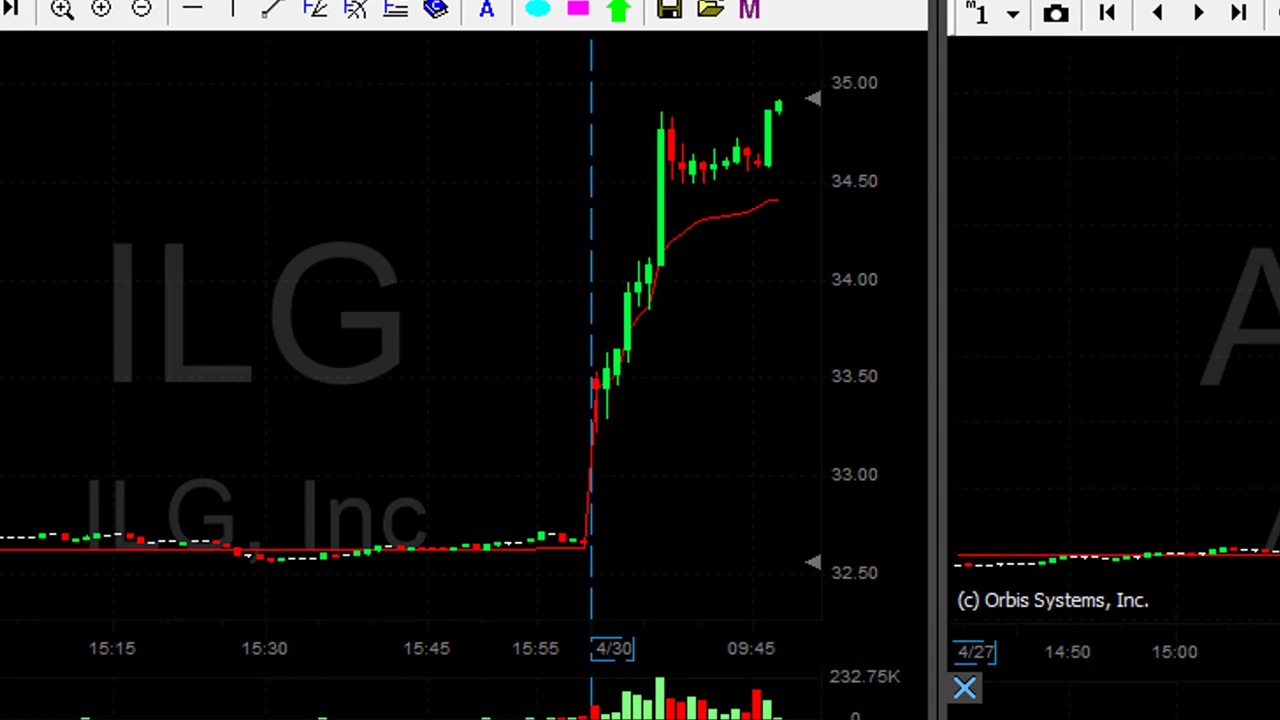 A
M
m1
35.00
34.50
34.00
33.50
33.00
32.50
ILG
ILG, Inc
15:15
15:30
15:45
15:55
4/30
09:45
232.75K
0
A
(c) Orbis Systems, Inc.
4/27
14:50
15:00